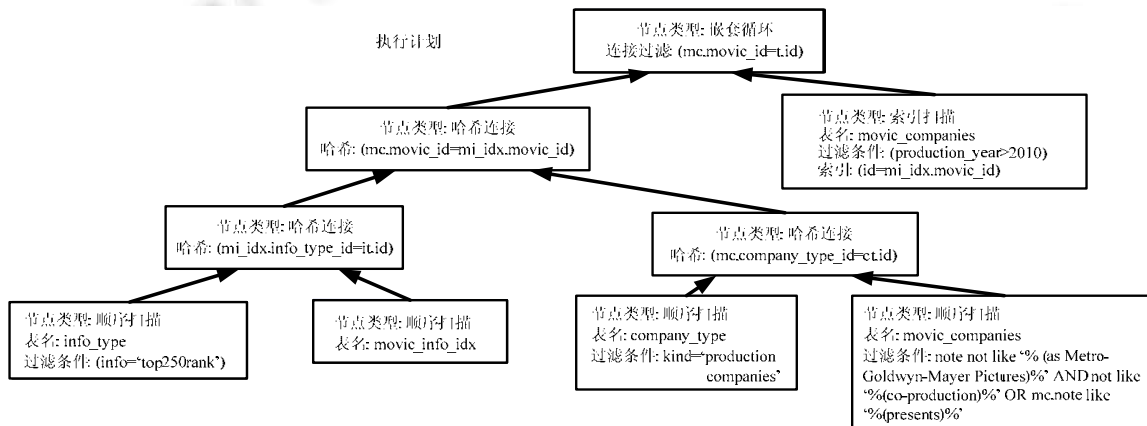 执行计划
节点类型: 嵌套循环
连接过滤: (mc.movic_id=t.id)
节点类型: 哈希连接
哈希: (mc.movic_id=mi_idx.movic_id)
节点类型: 索引扫描
表名: movic_companies
过滤条件: (production_year>2010)
索引: (id=mi_idx.movic_id)
节点类型: 哈希连接
哈希: (mi_idx.info_type_id=it.id)
节点类型: 哈希连接
哈希: (mc.company_type_id=ct.id)
节点类型: 顺序扫描
表名: info_type
过滤条件: (info=‘top250rank’)
节点类型: 顺序扫描
表名: movic_info_idx
节点类型: 顺序扫描
表名: company_type
过滤条件: kind=‘production
companies’
节点类型: 顺序扫描
表名: movic_companies
过滤条件: note not like ‘% (as Metro-
Goldwyn-Mayer Pictures)%’ AND not like
‘%(co-production)%’ OR mc.note like
‘%(presents)%’